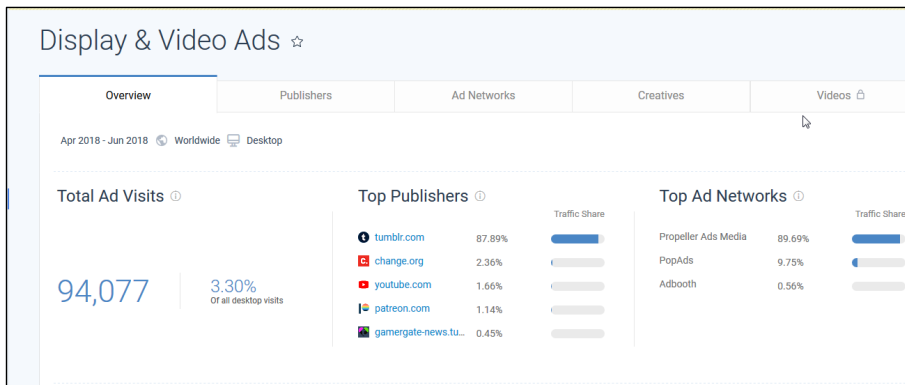 Display & Video Ads
Overview
Publishers
Ad Networks
Creatives
Videos
Apr 2018 - Jun 2018 Worldwide Desktop
Total Ad Visits
94,077
3.30%
Of all desktop visits
Top Publishers
Traffic Share
tumblr.com 87.89%
change.org 2.36%
youtube.com 1.66%
patreon.com 1.14%
gamergate-news.tu... 0.45%
Top Ad Networks
Traffic Share
Propeller Ads Media 89.69%
PopAds 9.75%
Adbooth 0.56%